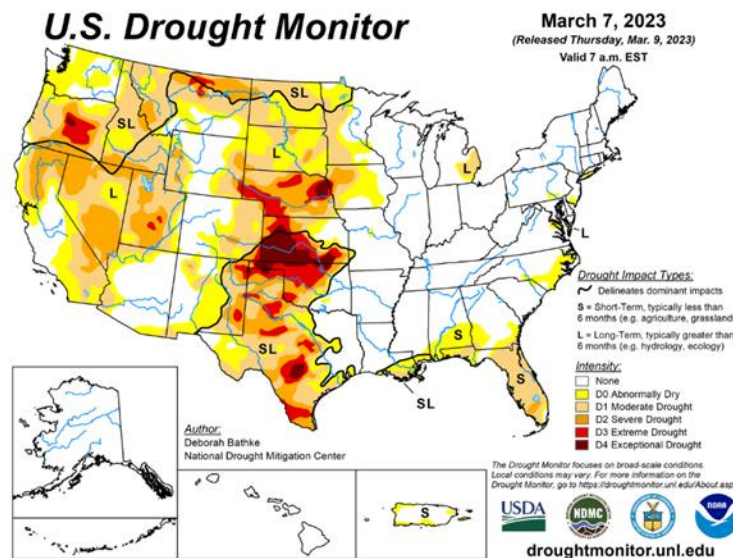 U.S. Drought Monitor
March 7, 2023
(Released Thursday, Mar. 9, 2023)
Valid 7 a.m. EST
SL
SL
L
L
L
L
SL
S
S
SL
S
Drought Impact Types:
Delineates dominant impacts
S = Short-Term, typically less than
6 months (e.g. agriculture, grassland
L = Long-Term, typically greater than
6 months (e.g. hydrology, ecology)
Intensity:
None
D0 Abnormally Dry
D1 Moderate Drought
D2 Severe Drought
D3 Extreme Drought
D4 Exceptional Drought
Author:
Deborah Bathke
National Drought Mitigation Center
The Drought Monitor focuses on broad-scale conditions.
Local conditions may vary. For more information on the
Drought Monitor, go to https://droughtmonitor.unl.edu/About.asp
USDA
NDMC
NOAA
droughtmonitor.unl.edu